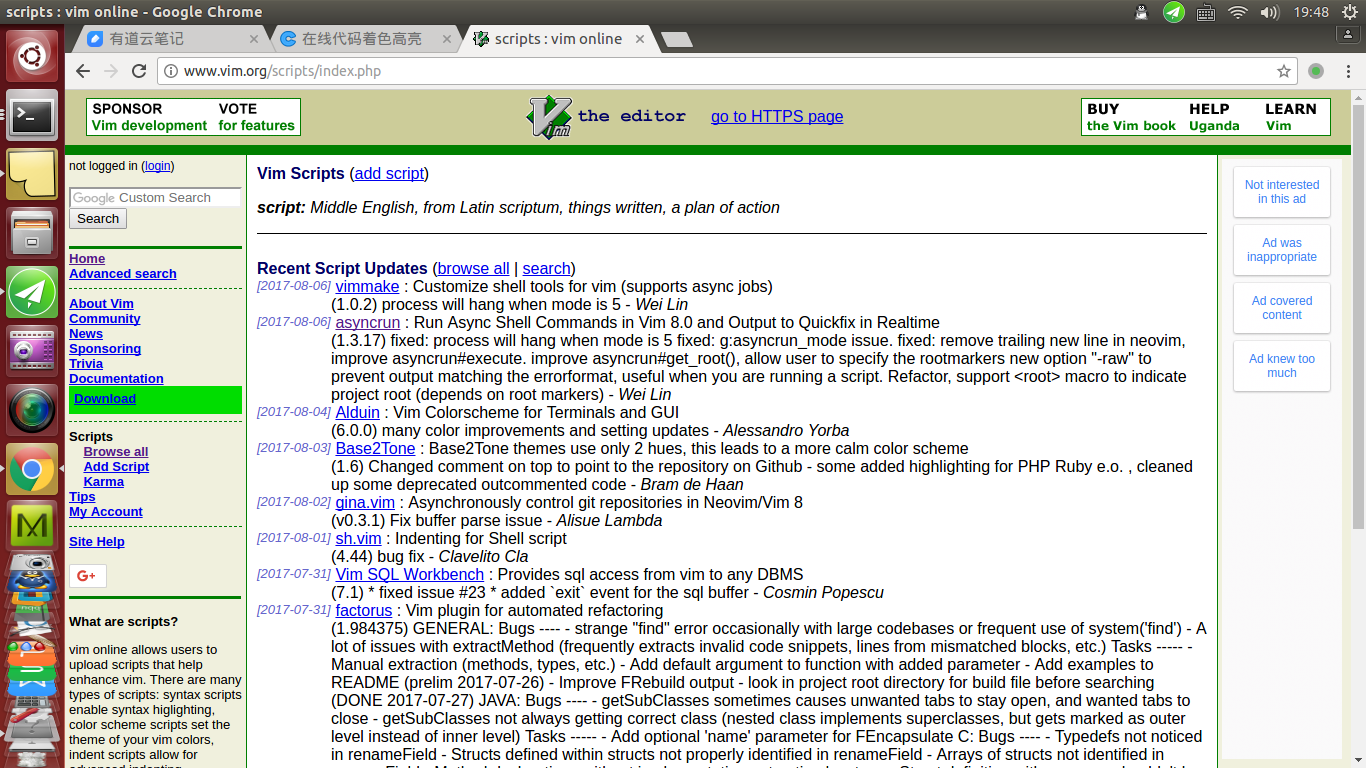 scripts : vim online - Google Chrome
19:48
有道云笔记
在线代码着色高亮
scripts : vim online
www.vim.org/scripts/index.php
SPONSOR
Vim development
VOTE
for features
Vim
the editor
go to HTTPS page
BUY
the Vim book
HELP
Uganda
LEARN
Vim
not logged in (login)
Google Custom Search
Search
Home
Advanced search
About Vim
Community
News
Sponsoring
Trivia
Documentation
Download
Scripts
Browse all
Add Script
Karma
Tips
My Account
Site Help
G+
What are scripts?
vim online allows users to
upload scripts that help
enhance vim. There are many
types of scripts: syntax scripts
enable syntax higlighting,
color scheme scripts set the
theme of your vim colors,
indent scripts allow for
advanced indenting,
Vim Scripts (add script)
script: Middle English, from Latin scriptum, things written, a plan of action
Recent Script Updates (browse all | search)
[2017-08-06] vimmake : Customize shell tools for vim (supports async jobs)
(1.0.2) process will hang when mode is 5 - Wei Lin
[2017-08-06] asyncrun : Run Async Shell Commands in Vim 8.0 and Output to Quickfix in Realtime
(1.3.17) fixed: process will hang when mode is 5 fixed: g:asyncrun_mode issue. fixed: remove trailing new line in neovim,
improve asyncrun#execute. improve asyncrun#get_root(), allow user to specify the rootmarkers new option "-raw" to
prevent output matching the errorformat, useful when you are running a script. Refactor, support <root> macro to indicate
project root (depends on root markers) - Wei Lin
[2017-08-04] Alduin : Vim Colorscheme for Terminals and GUI
(6.0.0) many color improvements and setting updates - Alessandro Yorba
[2017-08-03] Base2Tone : Base2Tone themes use only 2 hues, this leads to a more calm color scheme
(1.6) Changed comment on top to point to the repository on Github - some added highlighting for PHP Ruby e.o. , cleaned
up some deprecated outcommented code - Bram de Haan
[2017-08-02] gina.vim : Asynchronously control git repositories in Neovim/Vim 8
(v0.3.1) Fix buffer parse issue - Alisue Lambda
[2017-08-01] sh.vim : Indenting for Shell script
(4.44) bug fix - Clavelito Cla
[2017-07-31] Vim SQL Workbench : Provides sql access from vim to any DBMS
(7.1) * fixed issue #23 * added `exit` event for the sql buffer - Cosmin Popescu
[2017-07-31] factorus : Vim plugin for automated refactoring
(1.984375) GENERAL: Bugs ---- - strange "find" error occasionally with large codebases or frequent use of system('find') - A
lot of issues with extractMethod (frequently extracts invalid code snippets, lines from mismatched blocks, etc.) Tasks ----- -
Manual extraction (methods, types, etc.) - Add default argument to function with added parameter - Add examples to
README (prelim 2017-07-26) - Improve FRebuild output - look in project root directory for build file before searching
(DONE 2017-07-27) JAVA: Bugs ---- - getSubClasses sometimes causes unwanted tabs to stay open, and wanted tabs to
close - getSubClasses not always getting correct class (nested class implements superclasses, but gets marked as outer
level instead of inner level) Tasks ----- - Add optional 'name' parameter for FEncapsulate C: Bugs ---- - Typedefs not noticed
in renameField - Structs defined within structs not properly identified in renameField - Arrays of structs not identified in
Not interested
in this ad
Ad was
inappropriate
Ad covered
content
Ad knew too
much